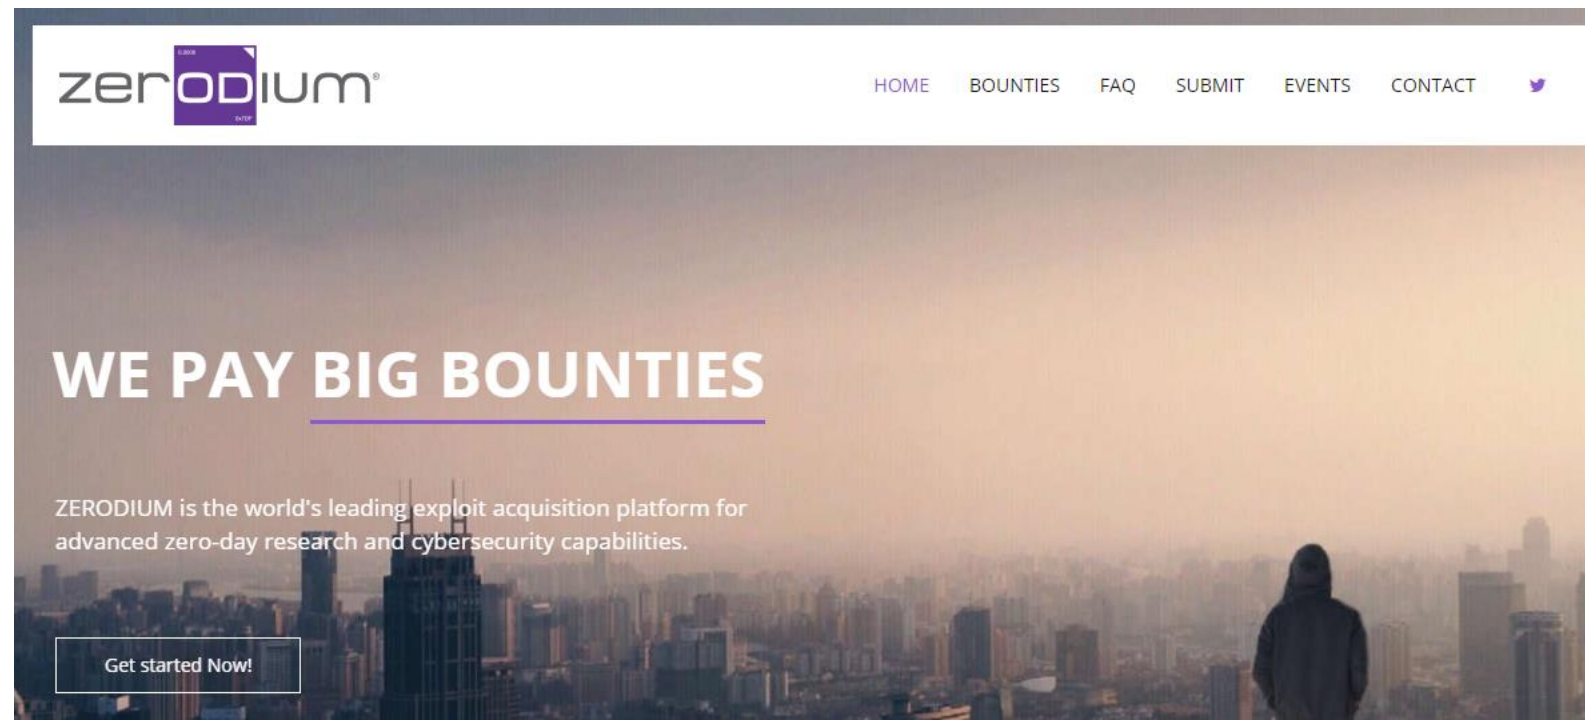 zerODium®
HOME BOUNTIES FAQ SUBMIT EVENTS CONTACT
WE PAY BIG BOUNTIES
ZERODIUM is the world's leading exploit acquisition platform for
advanced zero-day research and cybersecurity capabilities.
Get started Now!